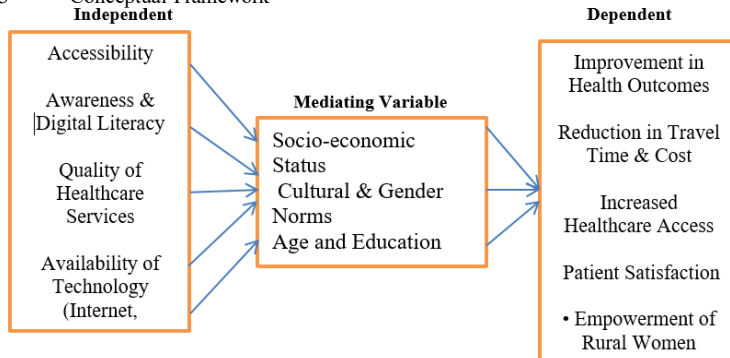 Conceptual Framework
Independent
Accessibility
Awareness &
Digital Literacy
Quality of
Healthcare
Services
Availability of
Technology
(Internet,
Mediating Variable
Socio-economic
Status
Cultural & Gender
Norms
Age and Education
Dependent
Improvement in
Health Outcomes
Reduction in Travel
Time & Cost
Increased
Healthcare Access
Patient Satisfaction
• Empowerment of
Rural Women